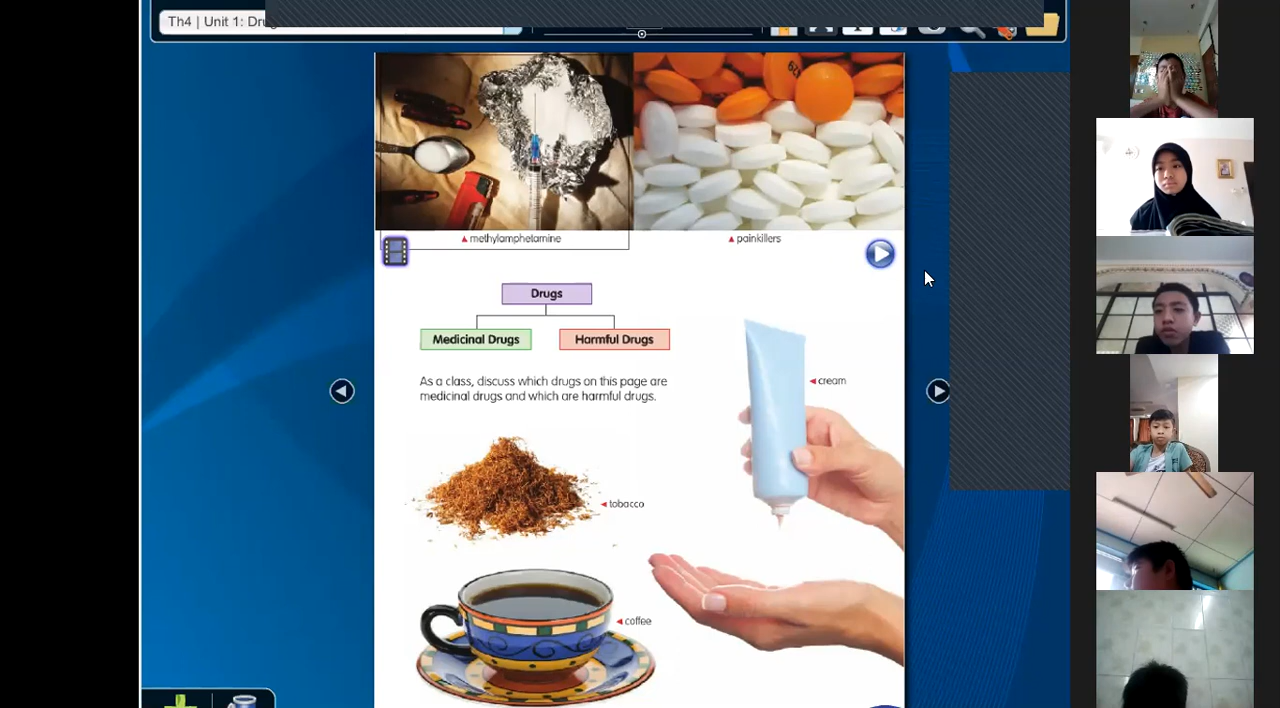 Th4 | Unit 1: Dru
methylamphetamine
painkillers
Drugs
Medicinal Drugs
Harmful Drugs
As a class, discuss which drugs on this page are
medicinal drugs and which are harmful drugs.
cream
tobacco
coffee